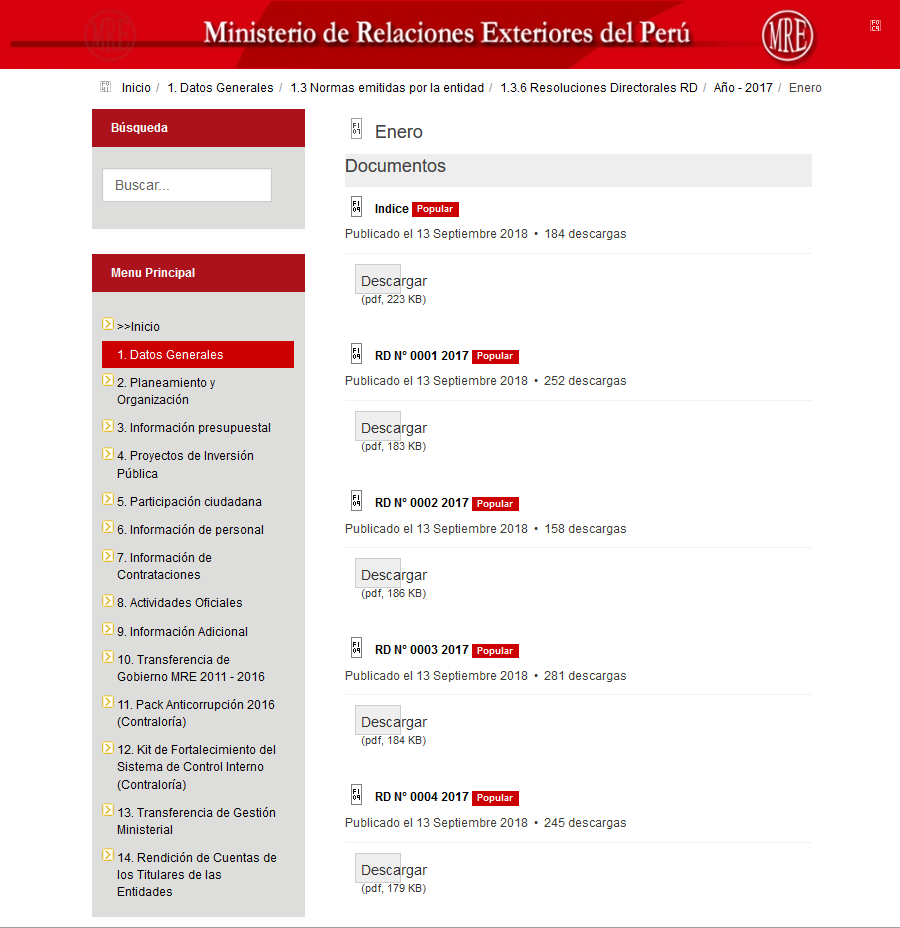 MRE Ministerio de Relaciones Exteriores del Perú MRE
Inicio / 1. Datos Generales / 1.3 Normas emitidas por la entidad / 1.3.6 Resoluciones Directorales RD / Año - 2017 / Enero
Búsqueda
Buscar...
Menu Principal
>>Inicio
1. Datos Generales
2. Planeamiento y
Organización
3. Información presupuestal
4. Proyectos de Inversión
Pública
5. Participación ciudadana
6. Información de personal
7. Información de
Contrataciones
8. Actividades Oficiales
9. Información Adicional
10. Transferencia de
Gobierno MRE 2011 - 2016
11. Pack Anticorrupción 2016
(Contraloría)
12. Kit de Fortalecimiento del
Sistema de Control Interno
(Contraloría)
13. Transferencia de Gestión
Ministerial
14. Rendición de Cuentas de
los Titulares de las
Entidades
Enero
Documentos
Indice Popular
Publicado el 13 Septiembre 2018 • 184 descargas
Descargar
(pdf, 223 KB)
RD Nº 0001 2017 Popular
Publicado el 13 Septiembre 2018 • 252 descargas
Descargar
(pdf, 183 KB)
RD Nº 0002 2017 Popular
Publicado el 13 Septiembre 2018 • 158 descargas
Descargar
(pdf, 186 KB)
RD Nº 0003 2017 Popular
Publicado el 13 Septiembre 2018 • 281 descargas
Descargar
(pdf, 184 KB)
RD Nº 0004 2017 Popular
Publicado el 13 Septiembre 2018 • 245 descargas
Descargar
(pdf, 179 KB)